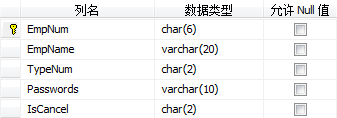 列名 数据类型 允许 Null 值
EmpNum char(6)
EmpName varchar(20)
TypeNum char(2)
Passwords varchar(10)
IsCancel char(2)